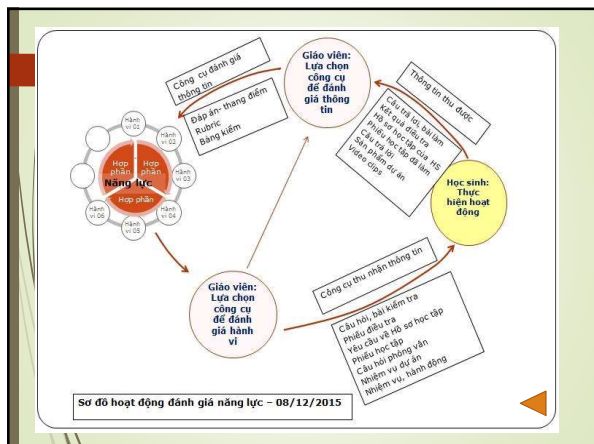 Giáo viên:
Lựa chọn
công cụ
để đánh
giá thông
tin
Công cụ đánh giá
thông tin
Đáp án- thang điểm
Rubric
Bảng kiểm
Thông tin thu được
Câu trả lơi, bài làm
Kết quả điều tra
Hồ sơ học tập của HS
Phiếu học tập đã làm
Câu trả lời
Sản phẩm dự án
Video clips
Hành
vi 01
Hành
vi 02
Hành
vi 03
Hành
vi 04
Hành
vi 05
Hành
vi 06
Hợp
phần
Hợp
phần
Năng lực
Hợp phần
Học sinh:
Thực
hiện hoạt
động
Giáo viên:
Lựa chọn
công cụ
để đánh
giá hành
vi
Công cụ thu nhận thông tin
Câu hỏi, bài kiểm tra
Phiếu điều tra
Yêu cầu về Hồ sơ học tập
Phiếu học tập
Câu hỏi phỏng vấn
Nhiệm vụ dự án
Nhiệm vụ, hành động
Sơ đồ hoạt động đánh giá năng lực – 08/12/2015